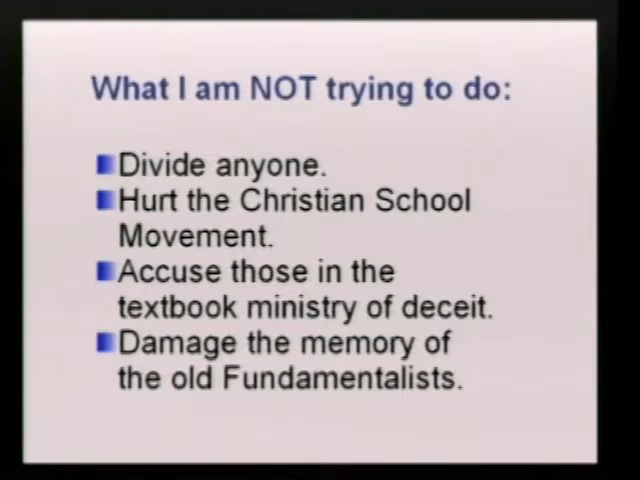 What I am NOT trying to do:
Divide anyone.
Hurt the Christian School
Movement.
Accuse those in the
textbook ministry of deceit.
Damage the memory of
the old Fundamentalists.